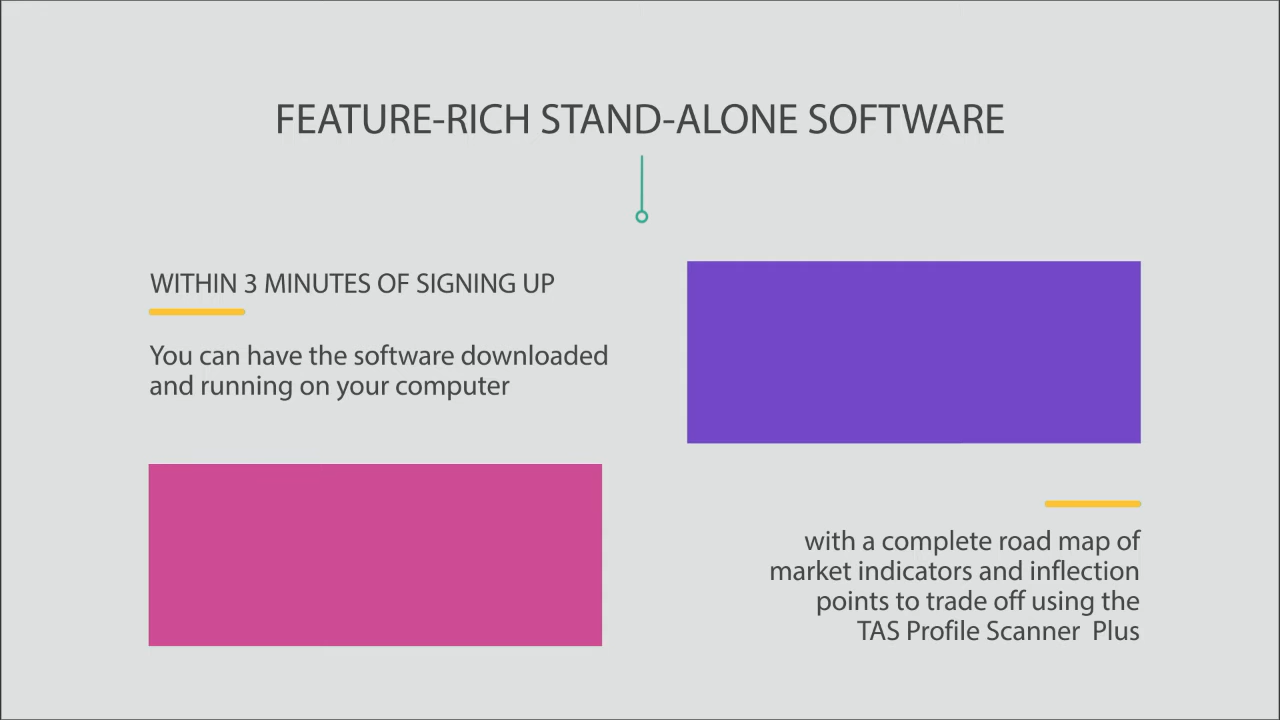 FEATURE-RICH STAND-ALONE SOFTWARE
WITHIN 3 MINUTES OF SIGNING UP
You can have the software downloaded
and running on your computer
with a complete road map of
market indicators and inflection
points to trade off using the
TAS Profile Scanner  Plus